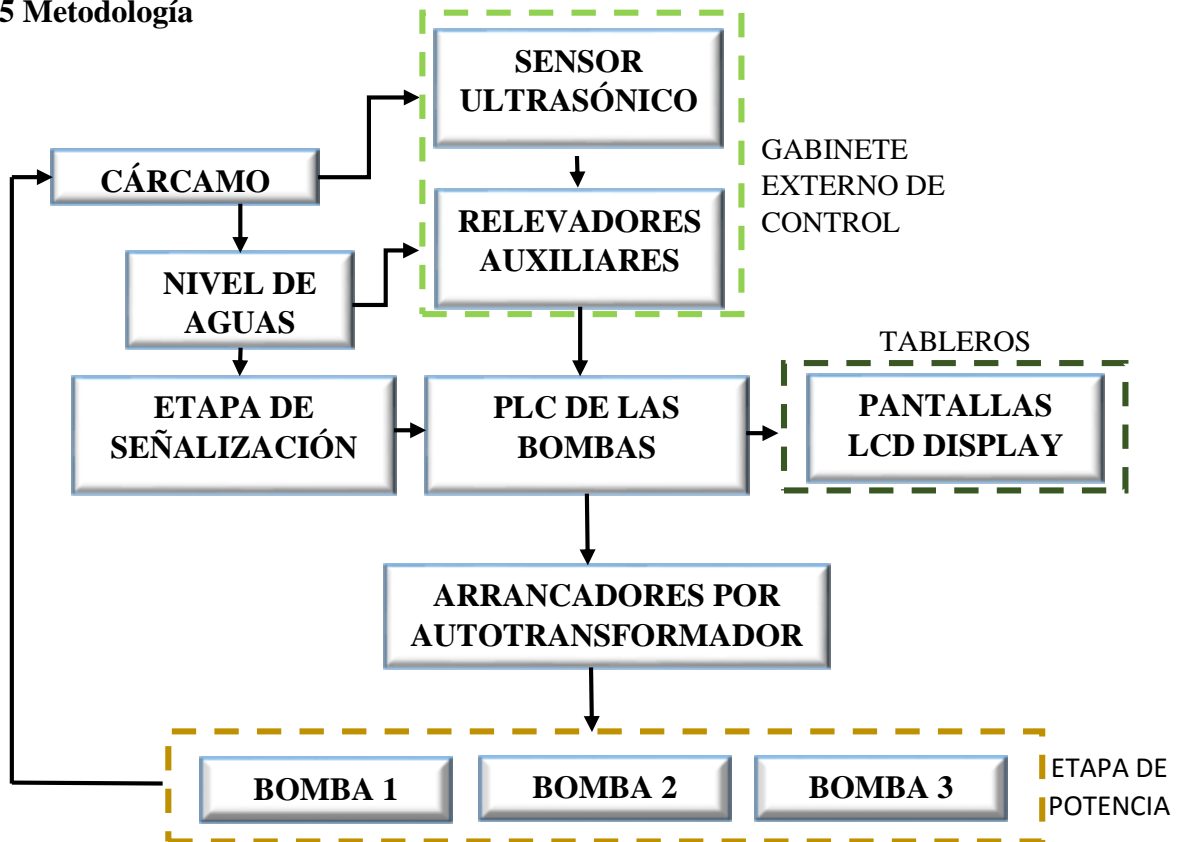 5 Metodología
SENSOR
ULTRASÓNICO
GABINETE
EXTERNO DE
CONTROL
CÁRCAMO
RELEVADORES
AUXILIARES
NIVEL DE
AGUAS
TABLEROS
ETAPA DE
SEÑALIZACIÓN
PLC DE LAS
BOMBAS
PANTALLAS
LCD DISPLAY
ARRANCADORES POR
AUTOTRANSFORMADOR
BOMBA 1
BOMBA 2
BOMBA 3
ETAPA DE
POTENCIA